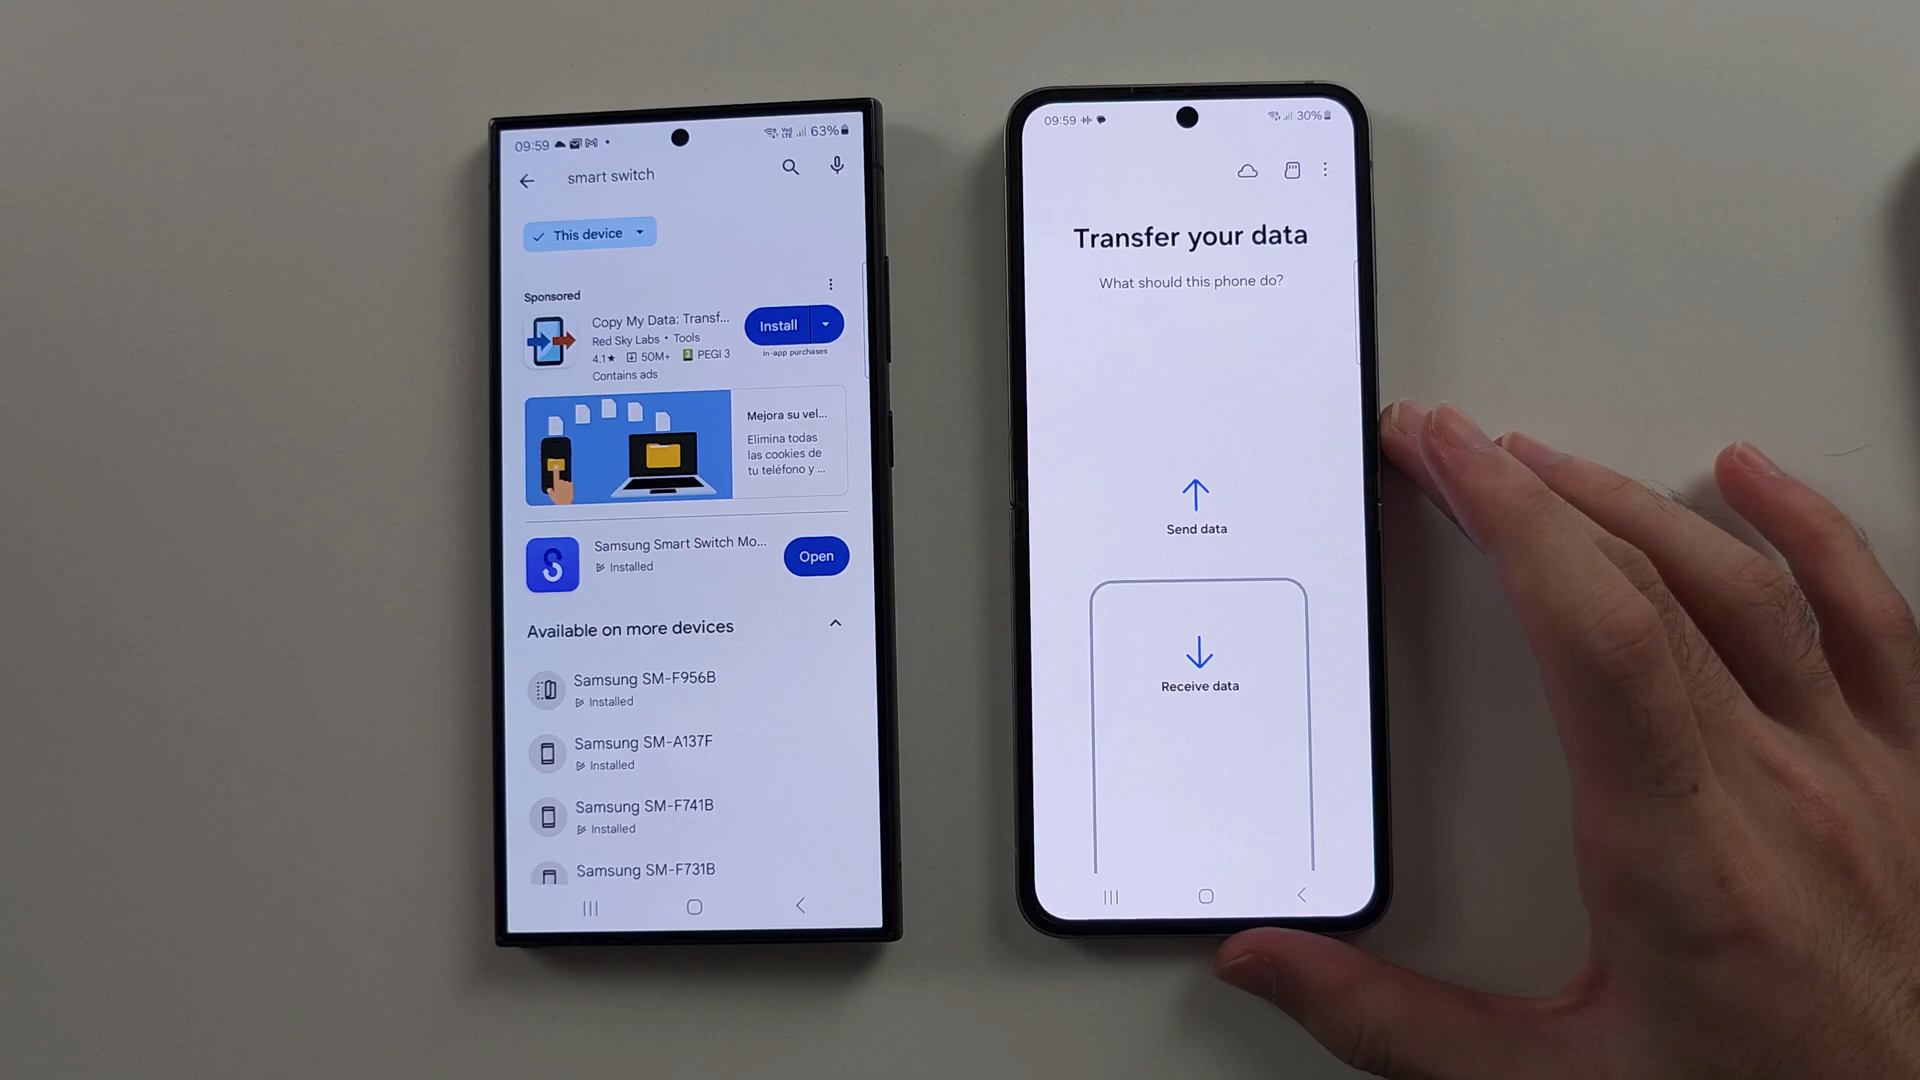 09:59
63%
smart switch
This device
Sponsored
Copy My Data: Transf...
Red Sky Labs • Tools
4.1★ 50M+ PEGI 3
Contains ads
Install
In-app purchases
Mejora su vel...
Elimina todas
las cookies de
tu teléfono y ...
Samsung Smart Switch Mo...
Installed
Open
Available on more devices
Samsung SM-F956B
Installed
Samsung SM-A137F
Installed
Samsung SM-F741B
Installed
Samsung SM-F731B
09:59
30%
Transfer your data
What should this phone do?
Send data
Receive data